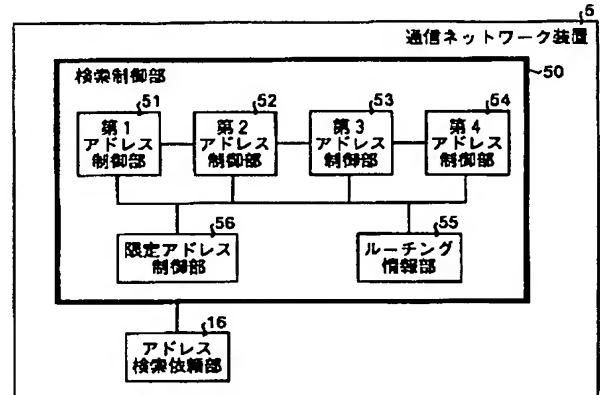 5
通信ネットワーク装置
検索制御部
50
51
52
53
54
第1
アドレス
制御部
第2
アドレス
制御部
第3
アドレス
制御部
第4
アドレス
制御部
56
55
限定アドレス
制御部
ルーチング
情報部
16
アドレス
検索依頼部